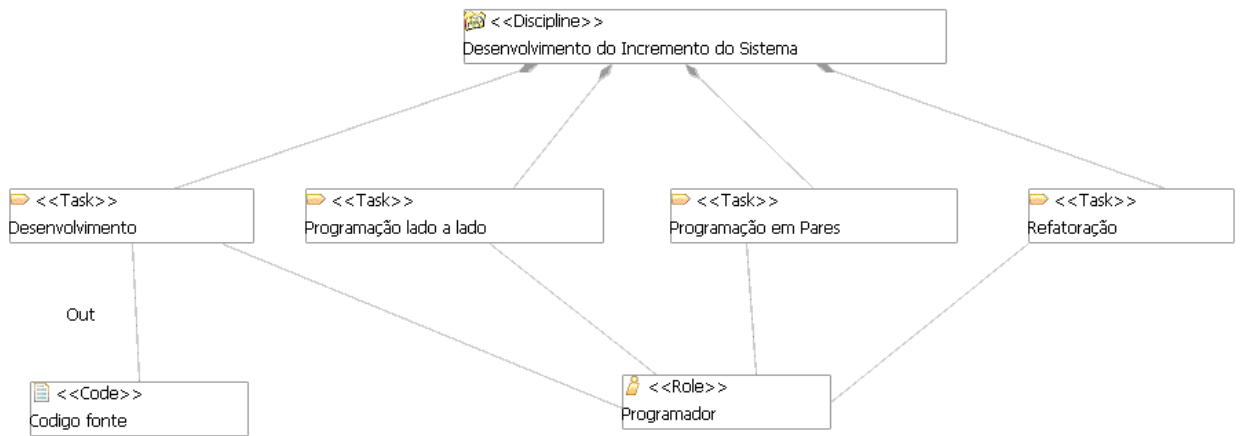 <<Discipline>>
Desenvolvimento do Incremento do Sistema
<<Task>>
Desenvolvimento
<<Task>>
Programação lado a lado
<<Task>>
Programação em Pares
<<Task>>
Refatoração
Out
<<Code>>
Codigo fonte
<<Role>>
Programador